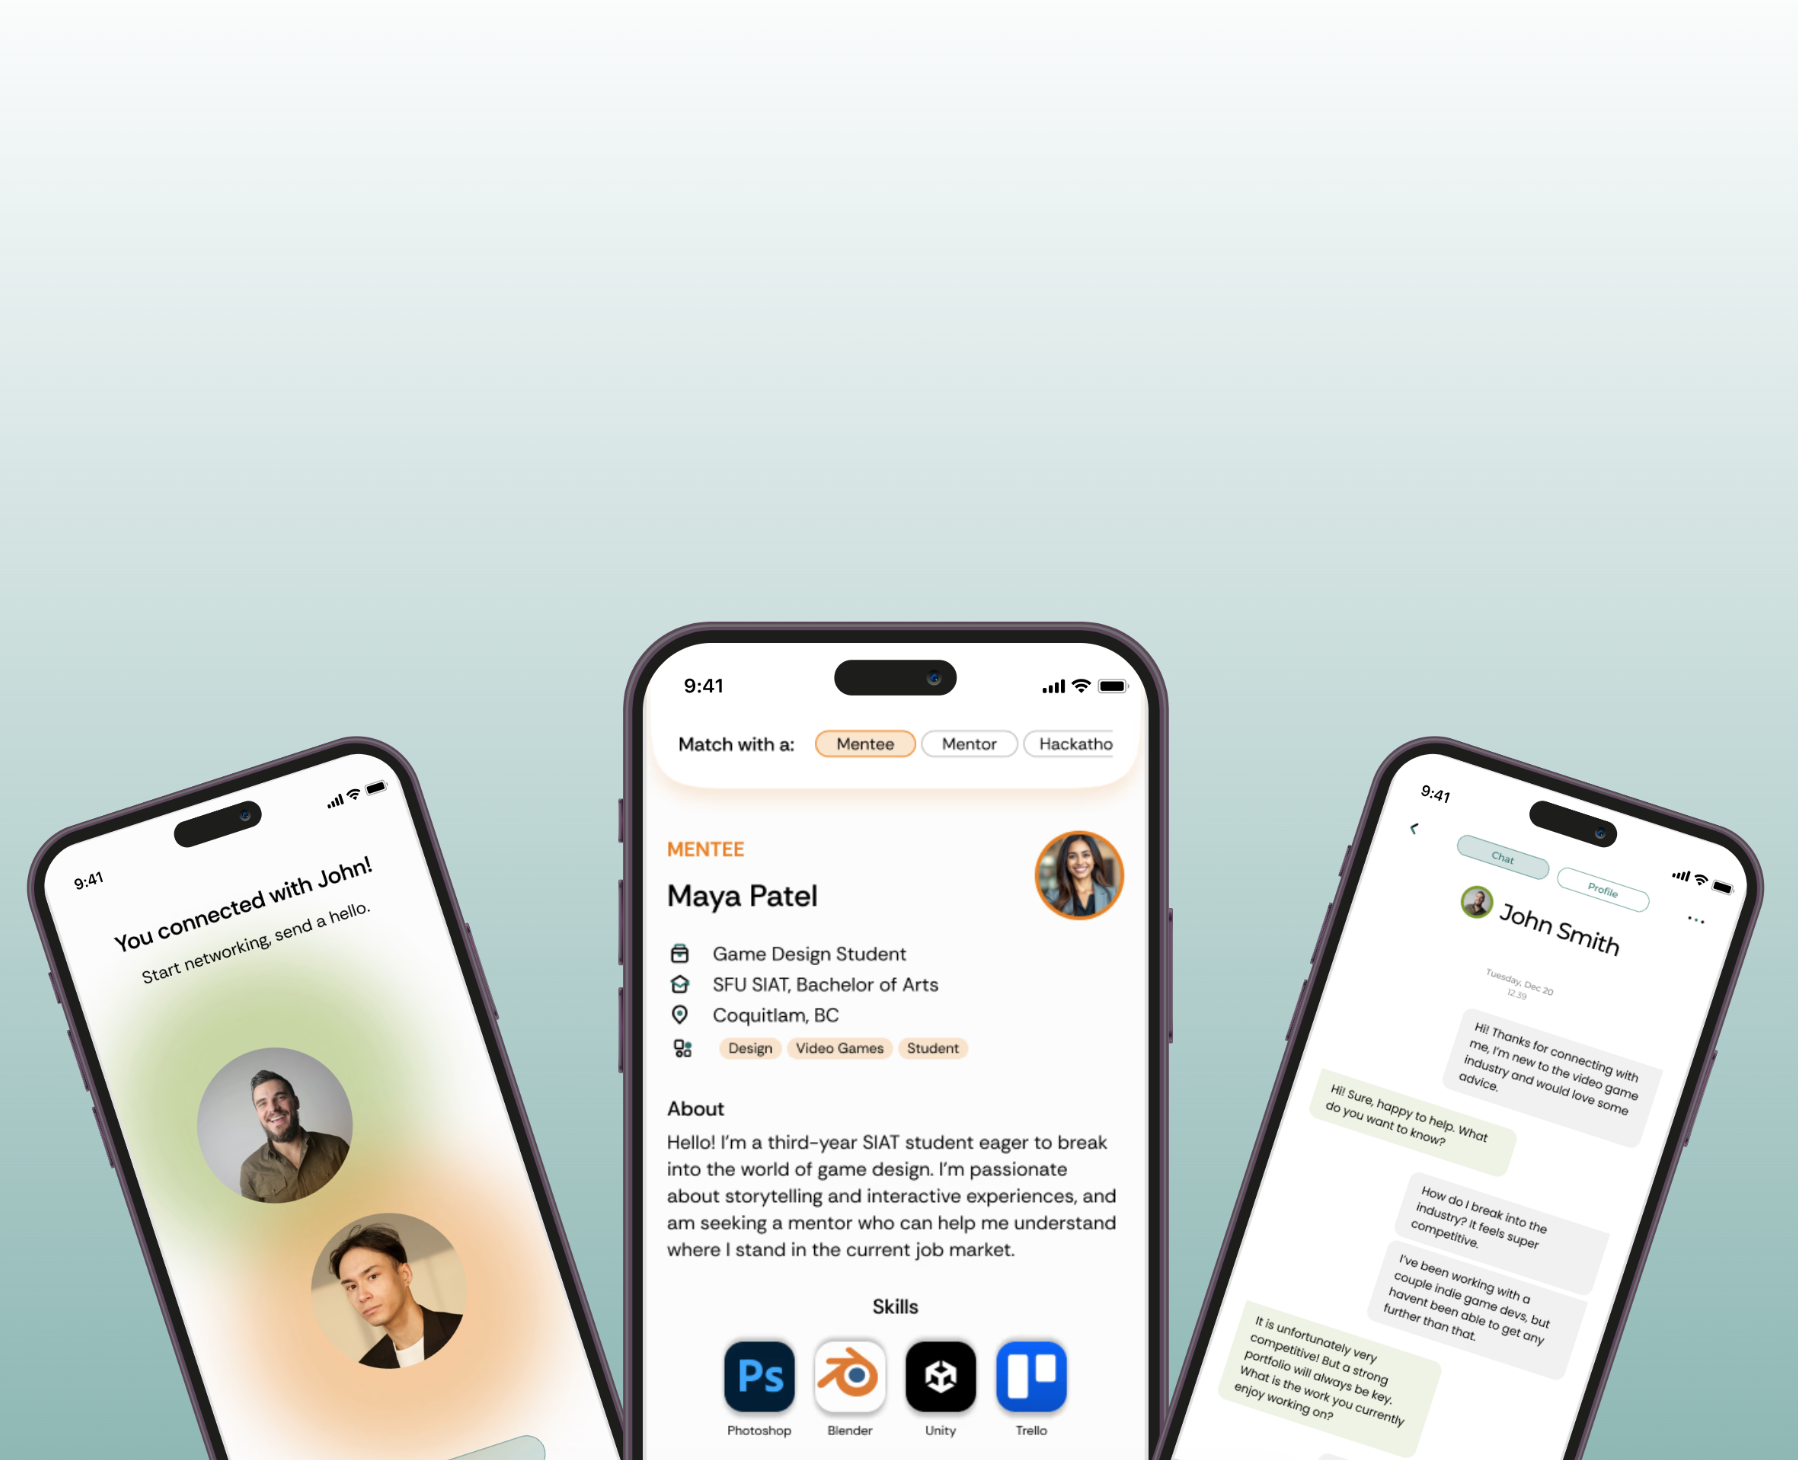 9:41
You connected with John!
Start networking, send a hello.
9:41
Match with a:
Mentee
Mentor
Hackatho
MENTEE
Maya Patel
Game Design Student
SFU SIAT, Bachelor of Arts
Coquitlam, BC
Design
Video Games
Student
About
Hello! I'm a third-year SIAT student eager to break
into the world of game design. I'm passionate
about storytelling and interactive experiences, and
am seeking a mentor who can help me understand
where I stand in the current job market.
Skills
Ps
Photoshop
Blender
Unity
Trello
9:41
Chat
Profile
John Smith
Tuesday, Dec 20
12.39
Hi! Thanks for connecting with
me, I'm new to the video game
industry and would love some
advice.
Hi! Sure, happy to help. What
do you want to know?
How do I break into the
industry? It feels super
competitive.
I've been working with a
couple indie game devs, but
havent been able to get any
further than that.
It is unfortunately very
competitive! But a strong
portfolio will always be key.
What is the work you currently
enjoy working on?